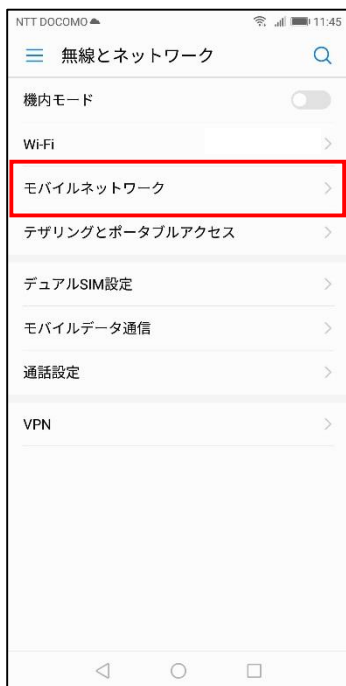 NTT DOCOMO 11:45
無線とネットワーク
機内モード
Wi-Fi
モバイルネットワーク
テザリングとポータブルアクセス
デュアルSIM設定
モバイルデータ通信
通話設定
VPN